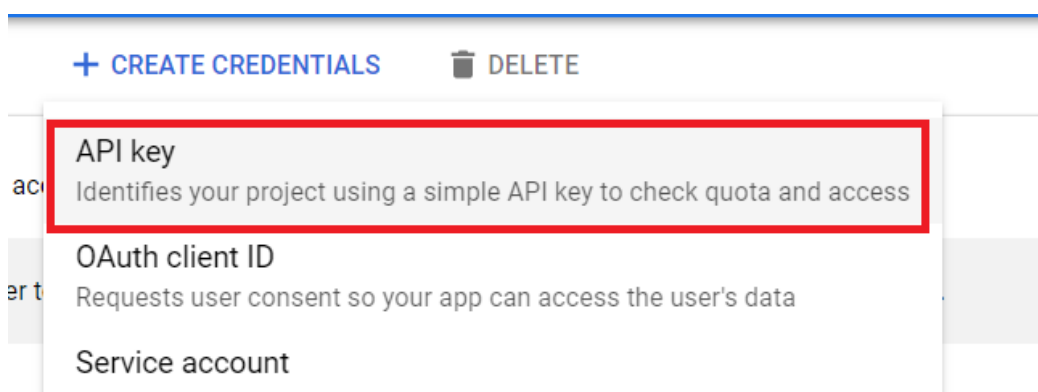 + CREATE CREDENTIALS DELETE
API key
Identifies your project using a simple API key to check quota and access
OAuth client ID
Requests user consent so your app can access the user's data
Service account